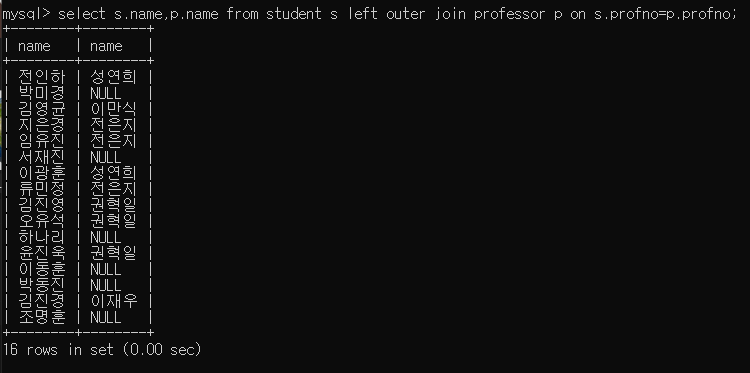 mysql> select s.name,p.name from student s left outer join professor p on s.profno=p.profno;
+--------+--------+
| name   | name   |
+--------+--------+
| 전인하 | 성연희 |
| 박미경 | NULL   |
| 김영균 | 이만식 |
| 지은경 | 전은지 |
| 임유진 | 전은지 |
| 서재진 | NULL   |
| 이광훈 | 성연희 |
| 류민정 | 전은지 |
| 김진영 | 권혁일 |
| 오유석 | 권혁일 |
| 하나리 | NULL   |
| 윤진욱 | 권혁일 |
| 이동훈 | NULL   |
| 박동진 | NULL   |
| 김진경 | 이재우 |
| 조명훈 | NULL   |
+--------+--------+
16 rows in set (0.00 sec)